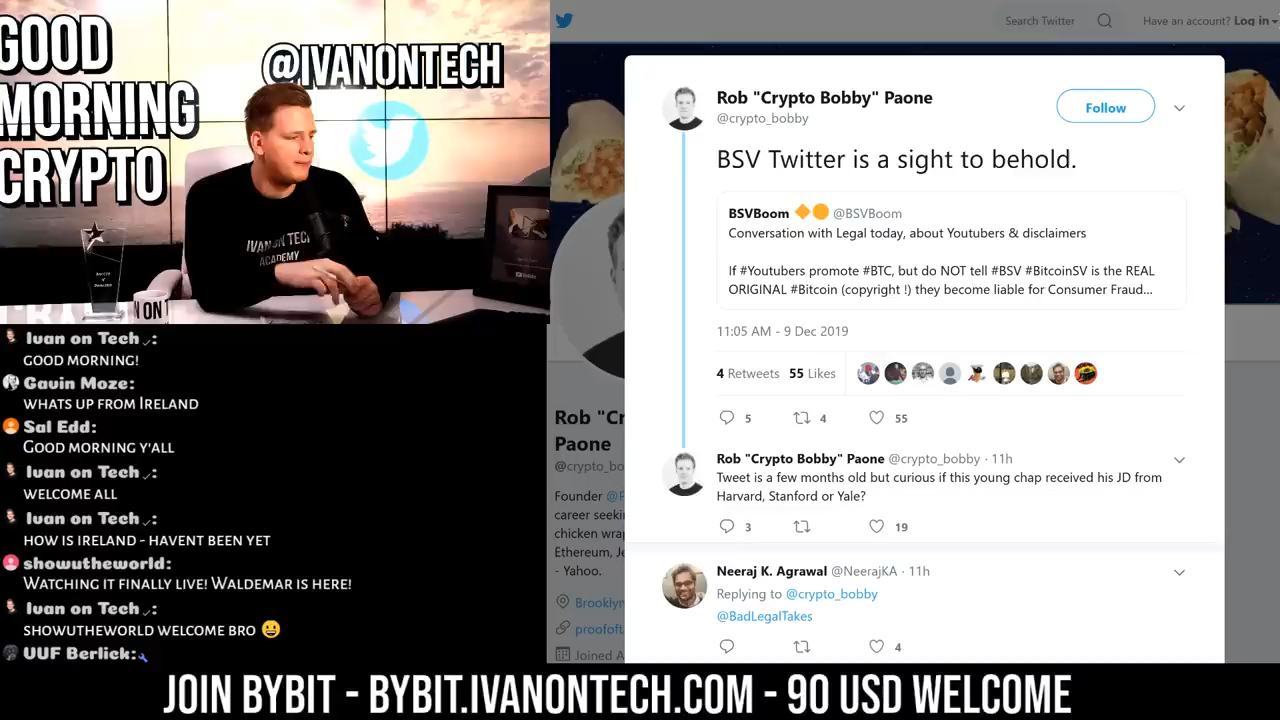 GOOD
MORNING
CRYPTO
@IVANONTECH
IVAN ON TECH
ACADEMY
Ivan on Tech:
GOOD MORNING!
Gavin Moze:
WHATS UP FROM IRELAND
Sal Edd:
GOOD MORNING Y'ALL
Ivan on Tech:
WELCOME ALL
Ivan on Tech:
HOW IS IRELAND - HAVENT BEEN YET
showutheworld:
WATCHING IT FINALLY LIVE! WALDEMAR IS HERE!
Ivan on Tech:
SHOWUTHEWORLD WELCOME BRO 😀
UUF Berlick:
Search Twitter
Have an account? Log in
Rob "Crypto Bobby" Paone
@crypto_bobby
Follow
BSV Twitter is a sight to behold.
BSVBoom 🔶🟠 @BSVBoom
Conversation with Legal today, about Youtubers & disclaimers
If #Youtubers promote #BTC, but do NOT tell #BSV #BitcoinSV is the REAL
ORIGINAL #Bitcoin (copyright !) they become liable for Consumer Fraud...
11:05 AM - 9 Dec 2019
4 Retweets 55 Likes
5 4 55
Rob "Crypto Bobby" Paone @crypto_bobby · 11h
Tweet is a few months old but curious if this young chap received his JD from
Harvard, Stanford or Yale?
3 19
Neeraj K. Agrawal @NeerajKA · 11h
Replying to @crypto_bobby
@BadLegalTakes
4
Rob "Cr
Paone
@crypto_bo
Founder @P
career seeki
chicken wrap
Ethereum, Je
- Yahoo.
Brooklyn
proofoft
Joined A
JOIN BYBIT - BYBIT.IVANONTECH.COM - 90 USD WELCOME